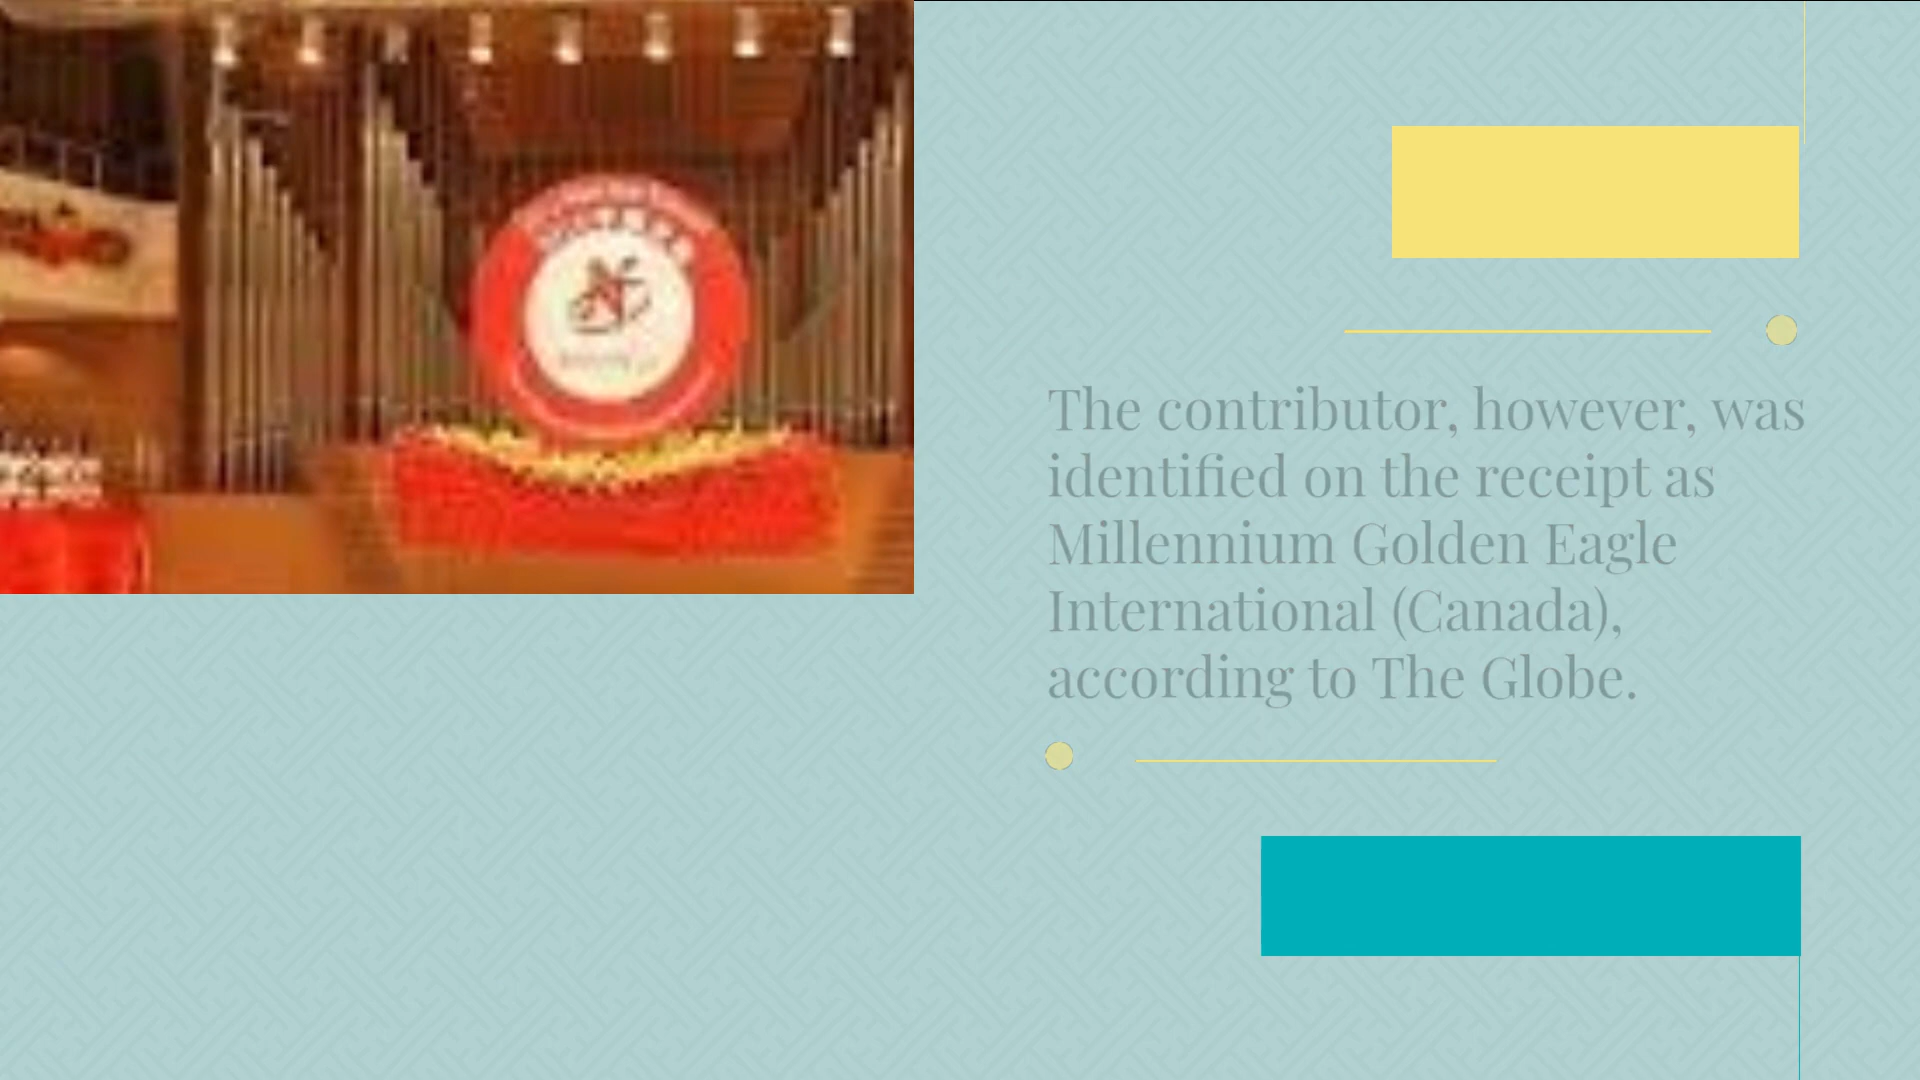 The contributor, however, was
identified on the receipt as
Millennium Golden Eagle
International (Canada),
according to The Globe.